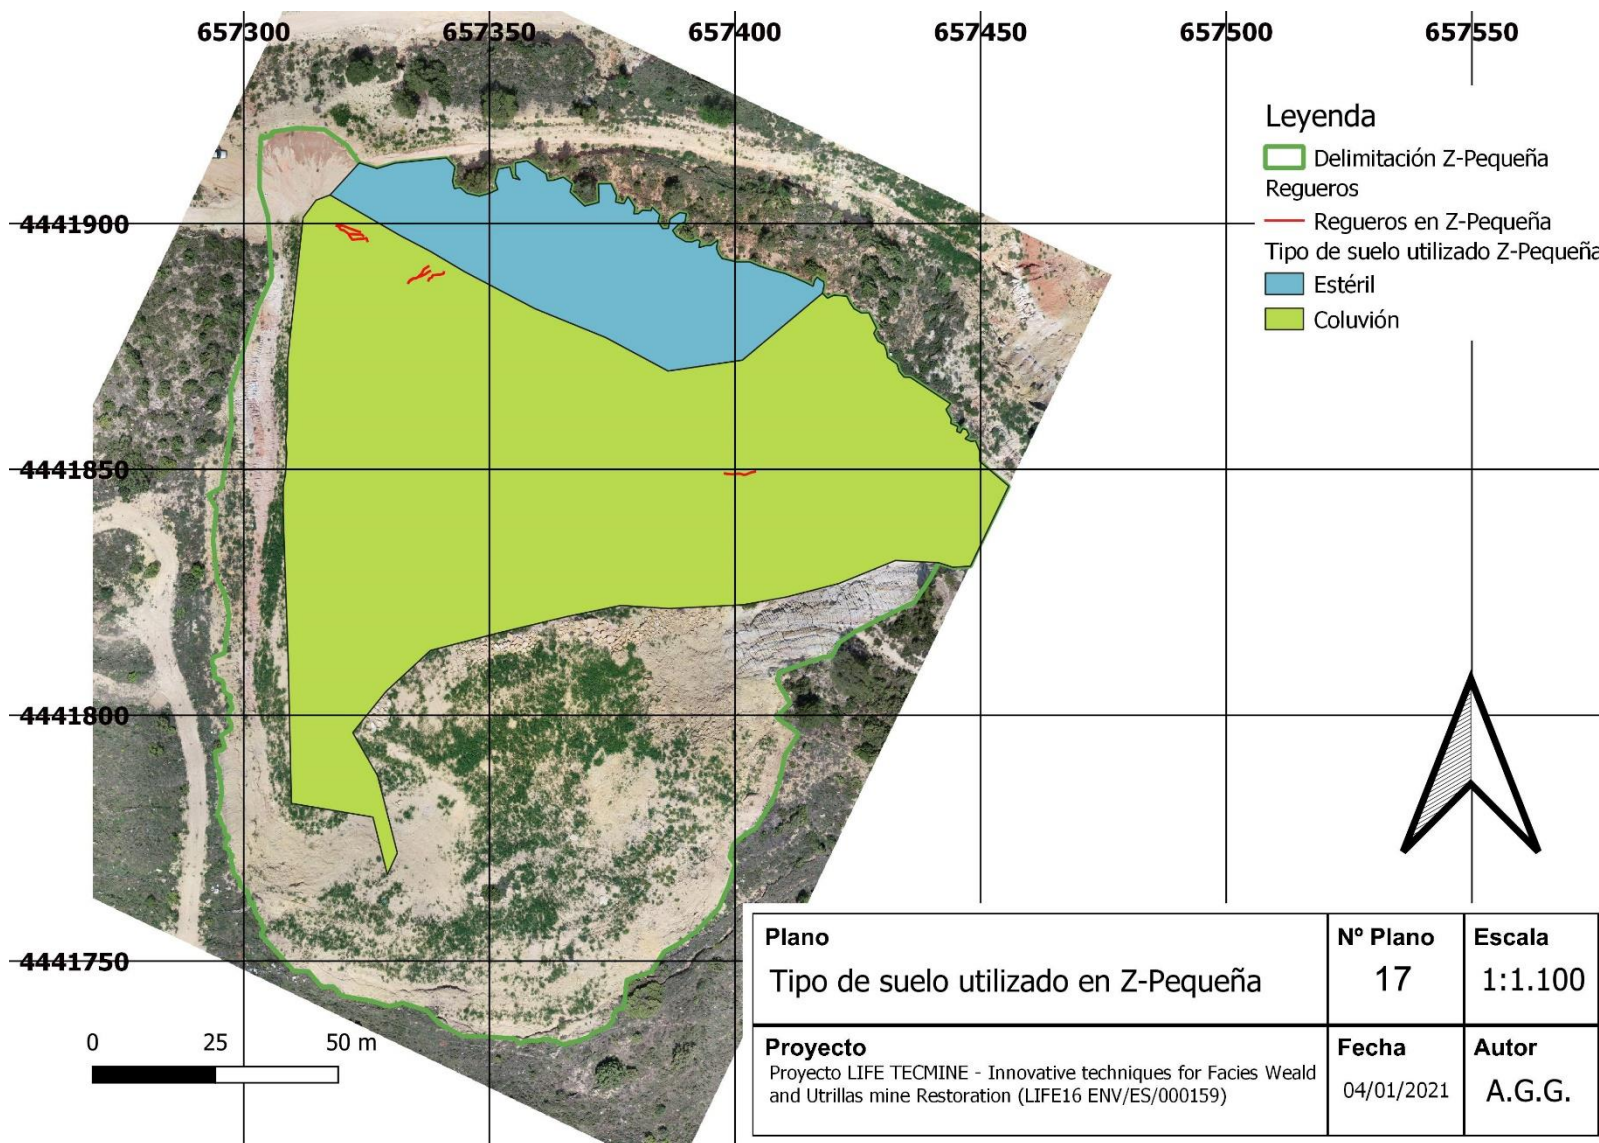 657300 657350 657400 657450 657500 657550
Leyenda
Delimitación Z-Pequeña
Regueros
Regueros en Z-Pequeña
Tipo de suelo utilizado Z-Pequeña
Estéril
Coluvión
4441900
4441850
4441800
4441750
0 25 50 m
Plano
Tipo de suelo utilizado en Z-Pequeña
Nº Plano
17
Escala
1:1.100
Proyecto
Proyecto LIFE TECMINE - Innovative techniques for Facies Weald
and Utrillas mine Restoration (LIFE16 ENV/ES/000159)
Fecha
04/01/2021
Autor
A.G.G.